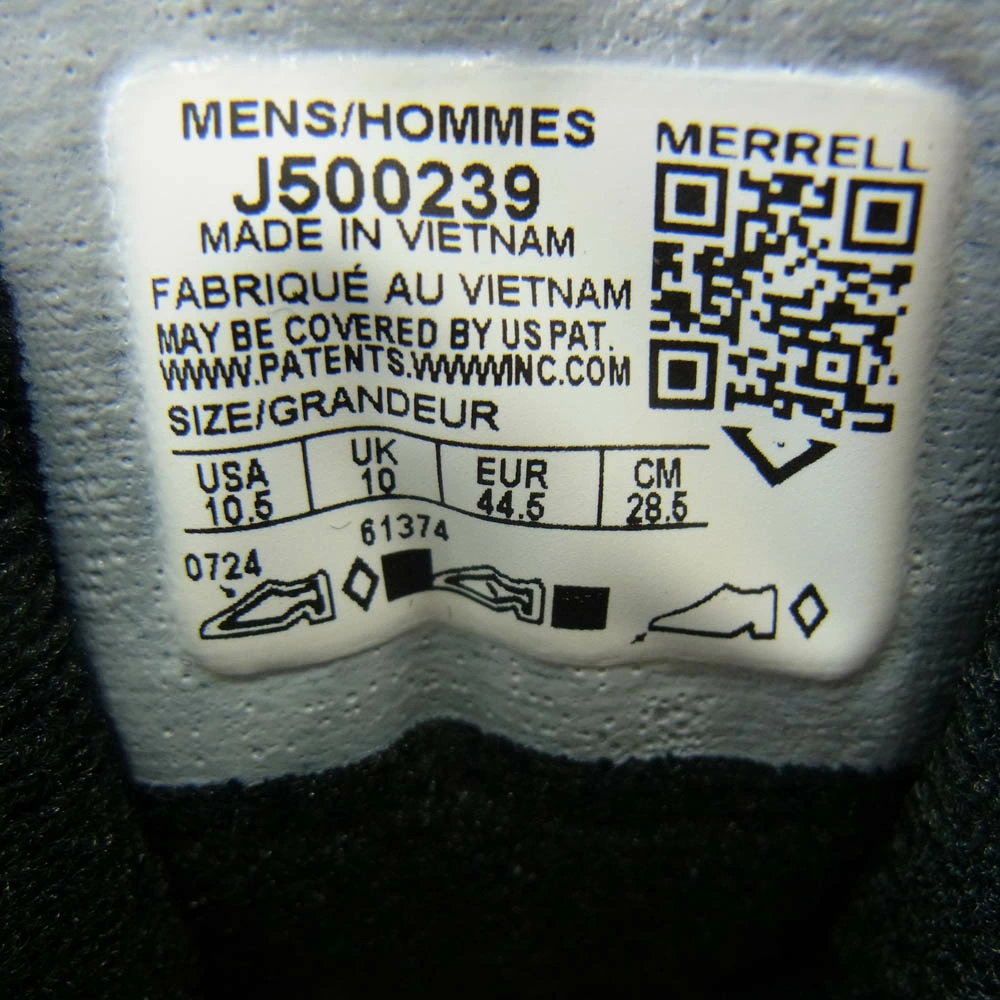 MENS/HOMMES
J500239
MADE IN VIETNAM
FABRIQUÉ AU VIETNAM
MAY BE COVERED BY US PAT.
WWW.PATENTS.WWWINC.COM
SIZE/GRANDEUR
USA UK EUR CM
10.5 10 44.5 28.5
61374
0724
MERRELL